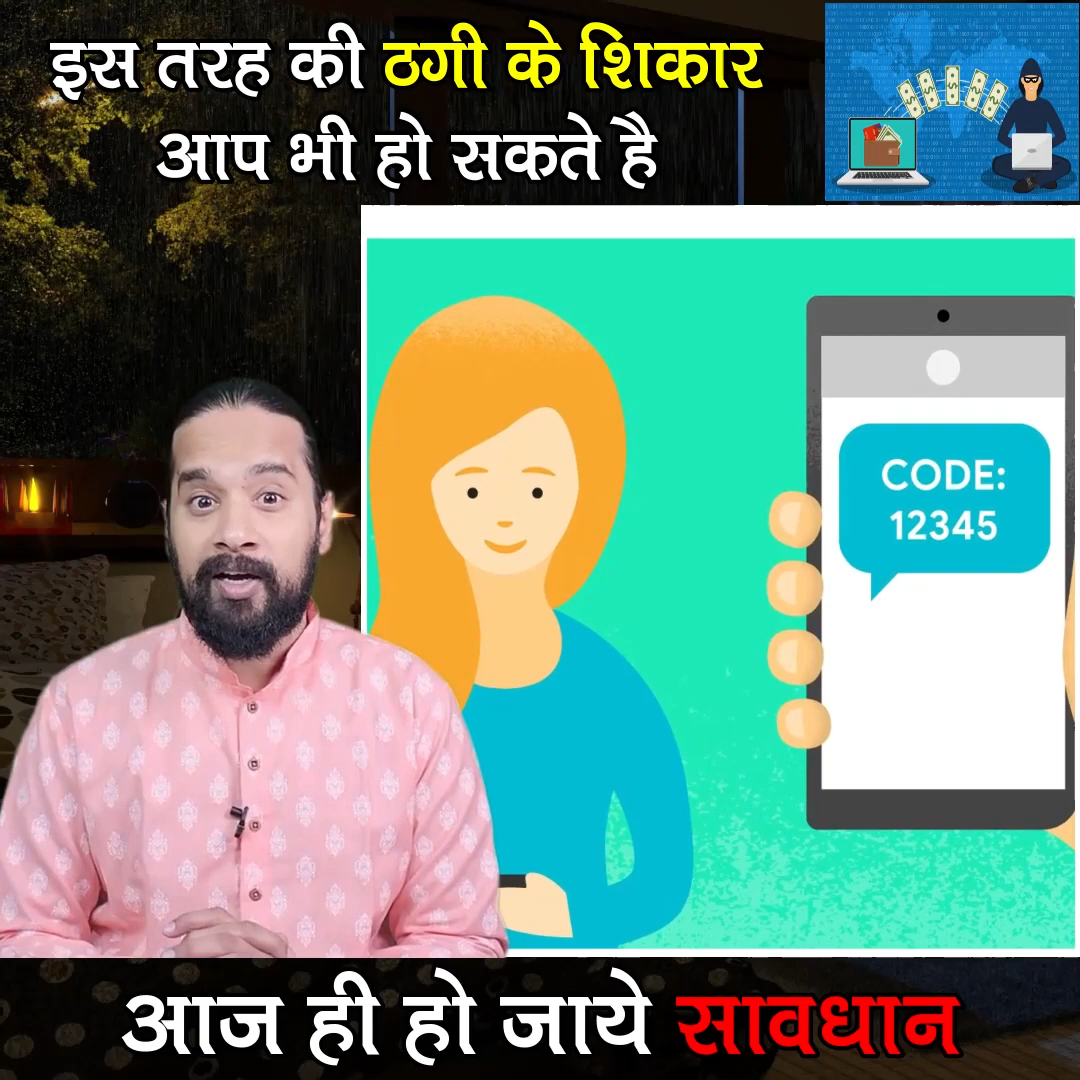 इस तरह की ठगी के शिकार
आप भी हो सकते है
CODE:
12345
आज ही हो जाये सावधान